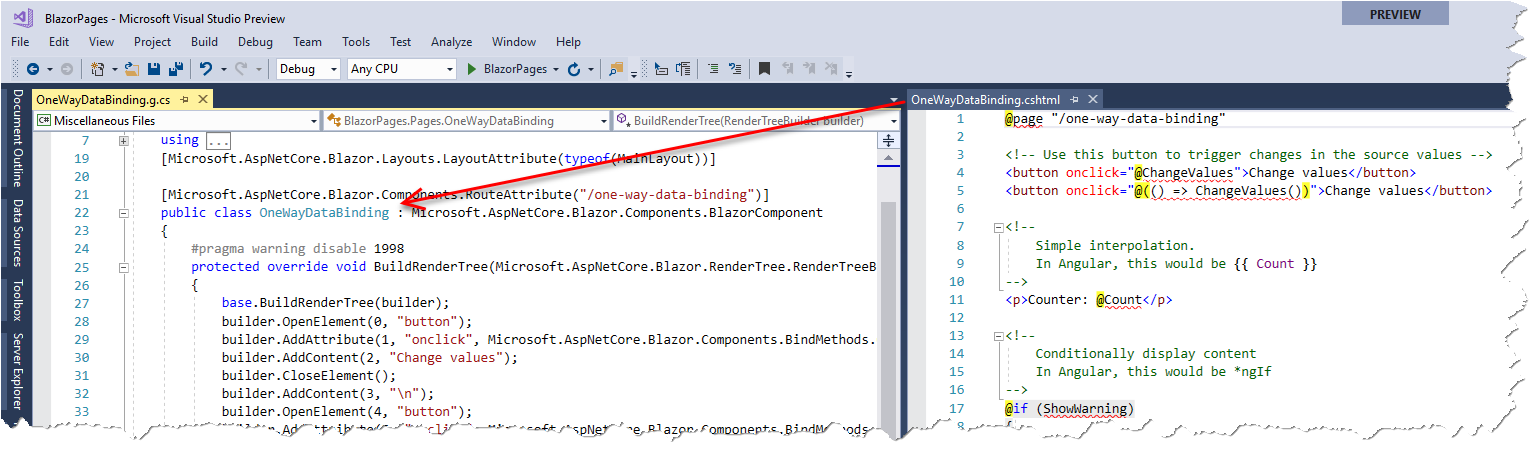 BlazorPages - Microsoft Visual Studio Preview
PREVIEW
File Edit View Project Build Debug Team Tools Test Analyze Window Help
Debug Any CPU BlazorPages
Document Outline
Data Sources
Toolbox
Server Explorer
OneWayDataBinding.g.cs
C# Miscellaneous Files BlazorPages.Pages.OneWayDataBinding BuildRenderTree(RenderTreeBuilder builder)
7 using ...
19 [Microsoft.AspNetCore.Blazor.Layouts.LayoutAttribute(typeof(MainLayout))]
20
21 [Microsoft.AspNetCore.Blazor.Components.RouteAttribute("/one-way-data-binding")]
22 public class OneWayDataBinding : Microsoft.AspNetCore.Blazor.Components.BlazorComponent
23 {
24 #pragma warning disable 1998
25 protected override void BuildRenderTree(Microsoft.AspNetCore.Blazor.RenderTree.RenderTreeB
26 {
27 base.BuildRenderTree(builder);
28 builder.OpenElement(0, "button");
29 builder.AddAttribute(1, "onclick", Microsoft.AspNetCore.Blazor.Components.BindMethods.
30 builder.AddContent(2, "Change values");
31 builder.CloseElement();
32 builder.AddContent(3, "\n");
33 builder.OpenElement(4, "button");
OneWayDataBinding.cshtml
1 @page "/one-way-data-binding"
2
3 <!-- Use this button to trigger changes in the source values -->
4 <button onclick="@ChangeValues">Change values</button>
5 <button onclick="@(() => ChangeValues())">Change values</button>
6
7 <!--
8 Simple interpolation.
9 In Angular, this would be {{ Count }}
10 -->
11 <p>Counter: @Count</p>
12
13 <!--
14 Conditionally display content
15 In Angular, this would be *ngIf
16 -->
17 @if (ShowWarning)